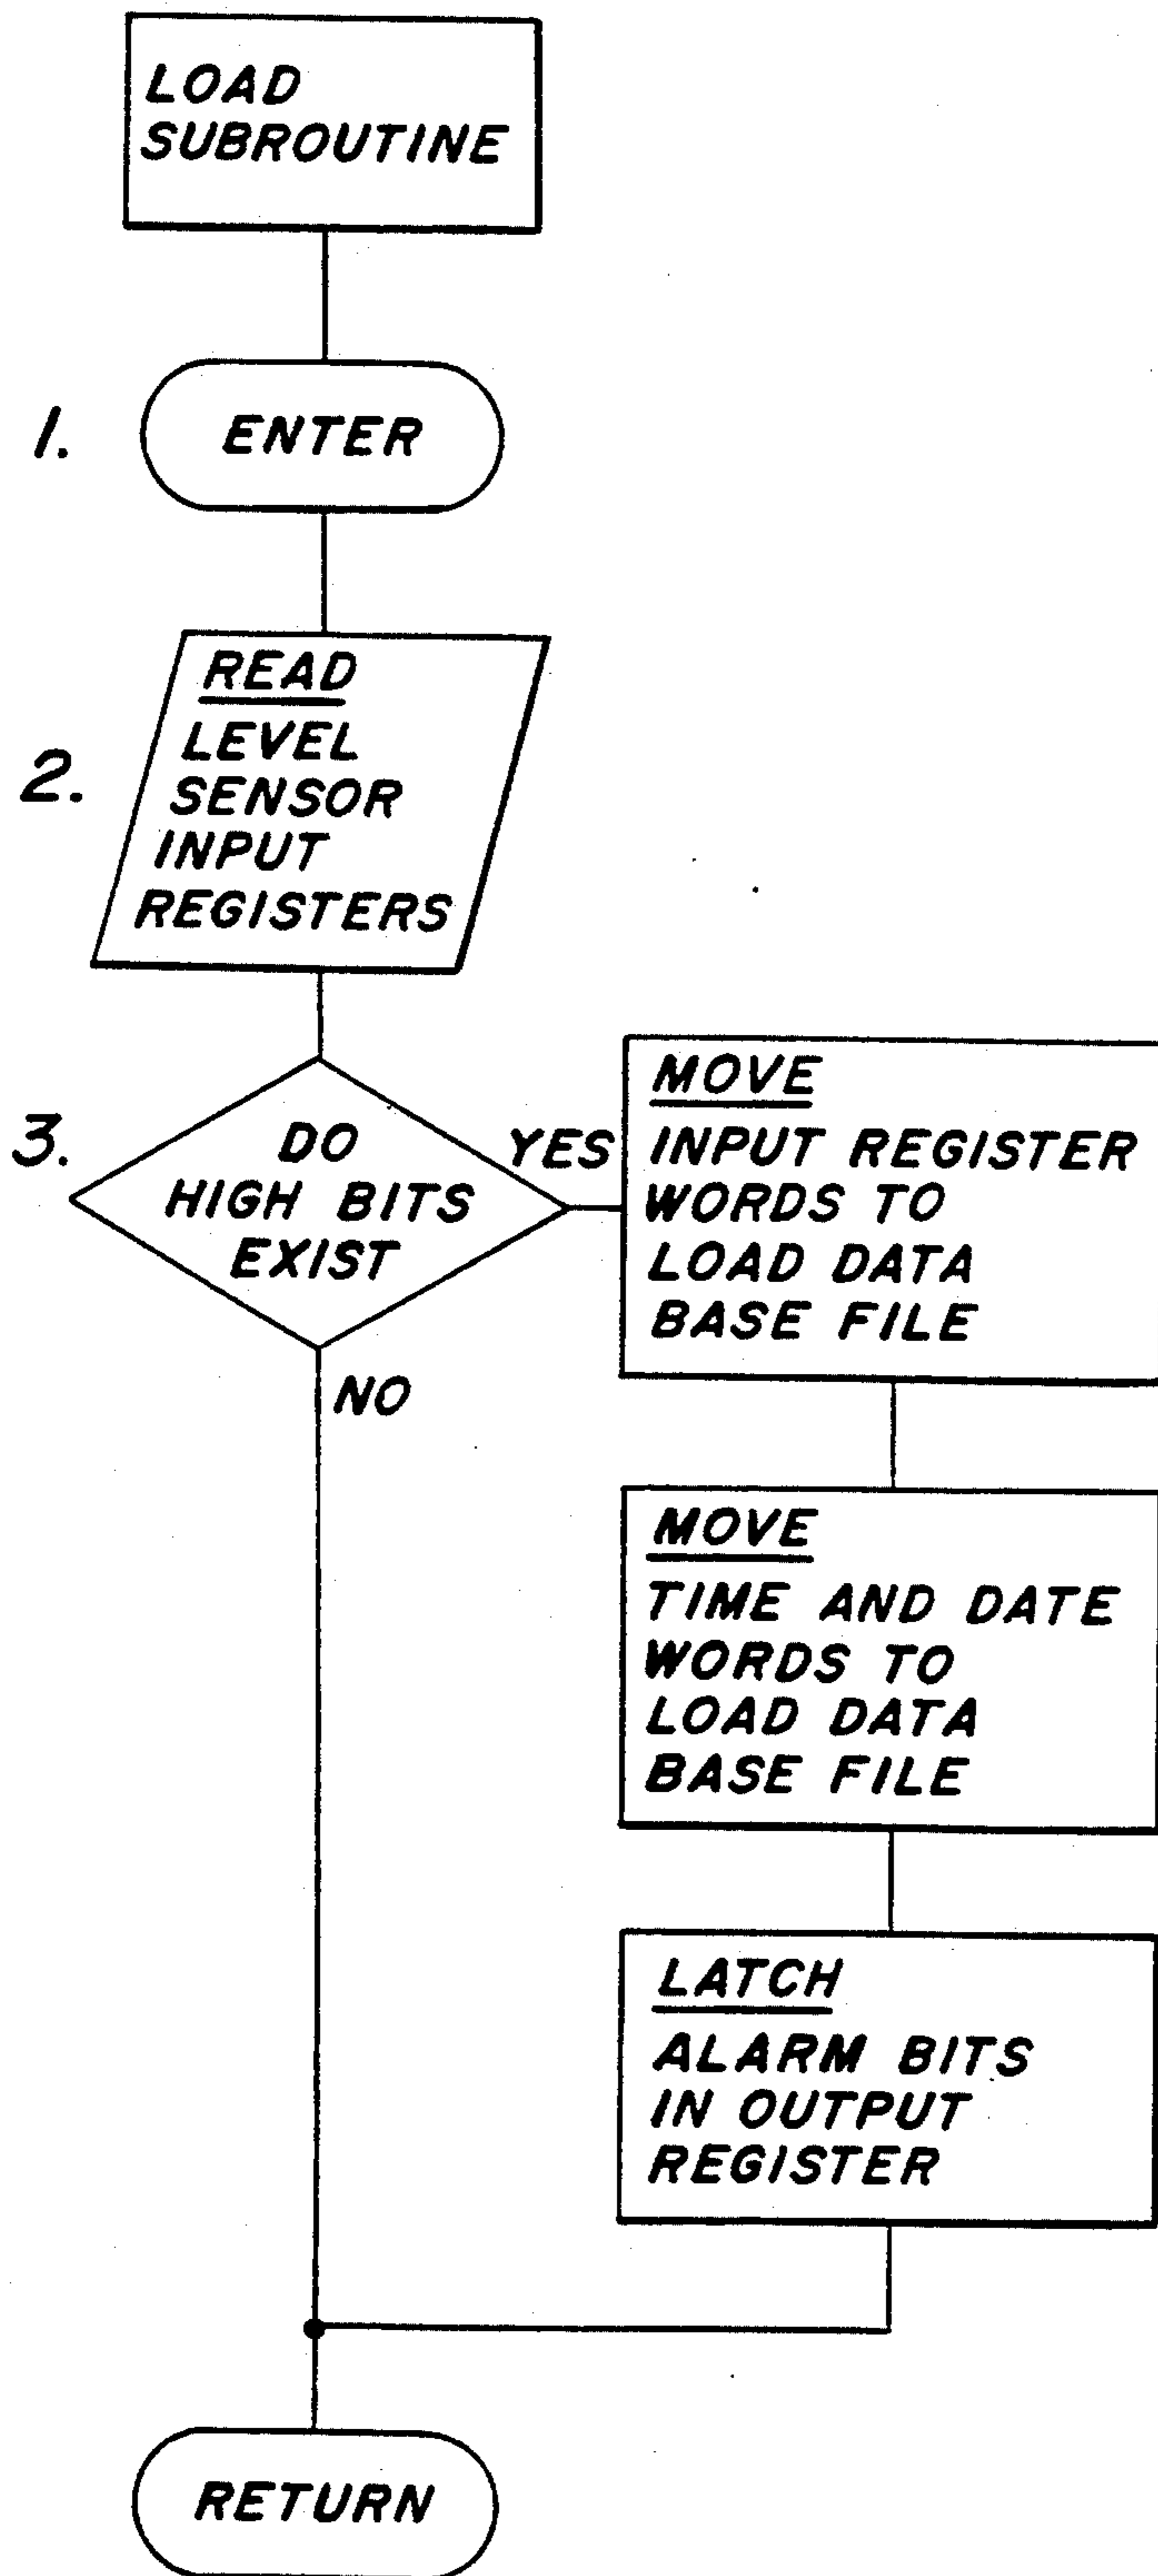 LOAD
SUBROUTINE
1.
ENTER
2.
READ
LEVEL
SENSOR
INPUT
REGISTERS
3.
DO
HIGH BITS
EXIST
YES
NO
MOVE
INPUT REGISTER
WORDS TO
LOAD DATA
BASE FILE
MOVE
TIME AND DATE
WORDS TO
LOAD DATA
BASE FILE
LATCH
ALARM BITS
IN OUTPUT
REGISTER
RETURN